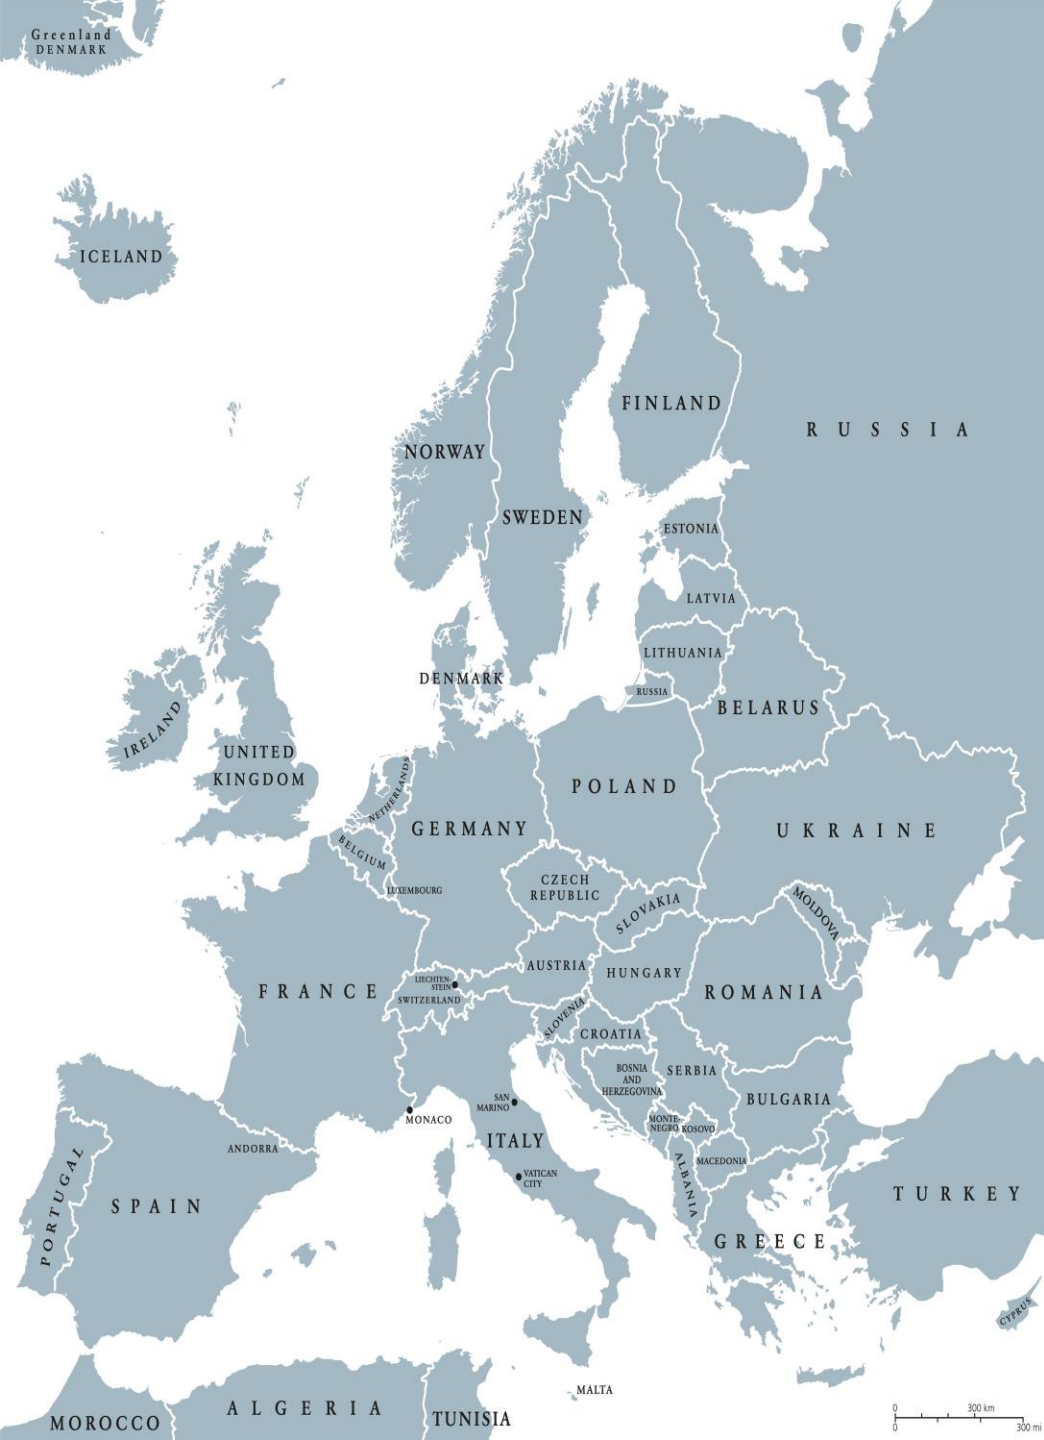 Greenland
DENMARK
ICELAND
FINLAND
RUSSIA
NORWAY
SWEDEN
ESTONIA
LATVIA
LITHUANIA
DENMARK
RUSSIA
BELARUS
IRELAND
UNITED
KINGDOM
NETHERLANDS
POLAND
GERMANY
UKRAINE
BELGIUM
LUXEMBOURG
CZECH
REPUBLIC
SLOVAKIA
MOLDOVA
AUSTRIA
HUNGARY
LIECHTEN-
STEIN
SWITZERLAND
FRANCE
ROMANIA
SLOVENIA
CROATIA
BOSNIA
AND
HERZEGOVINA
SERBIA
BULGARIA
SAN
MARINO
MONACO
MONTE-
NEGRO
KOSOVO
ITALY
ANDORRA
MACEDONIA
ALBANIA
VATICAN
CITY
PORTUGAL
SPAIN
TURKEY
GREECE
CYPRUS
MALTA
MOROCCO
ALGERIA
TUNISIA
0 300 km
0 300 mi